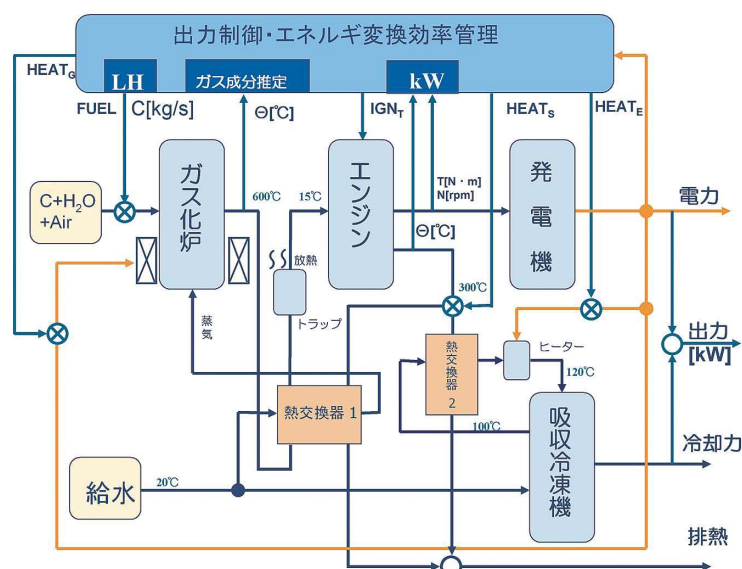 出力制御・エネルギ変換効率管理
LH
ガス成分推定
kW
HEATG
FUEL
C[kg/s]
Θ[℃]
IGNT
HEATS
HEATE
C+H2O
+Air
ガス化炉
600℃
15℃
エンジン
T[N・m]
N[rpm]
発電機
電力
Θ[℃]
放熱
トラップ
300℃
蒸気
熱交換器 2
ヒーター
120℃
出力
[kW]
熱交換器 1
100℃
吸収冷凍機
冷却力
給水
20℃
排熱